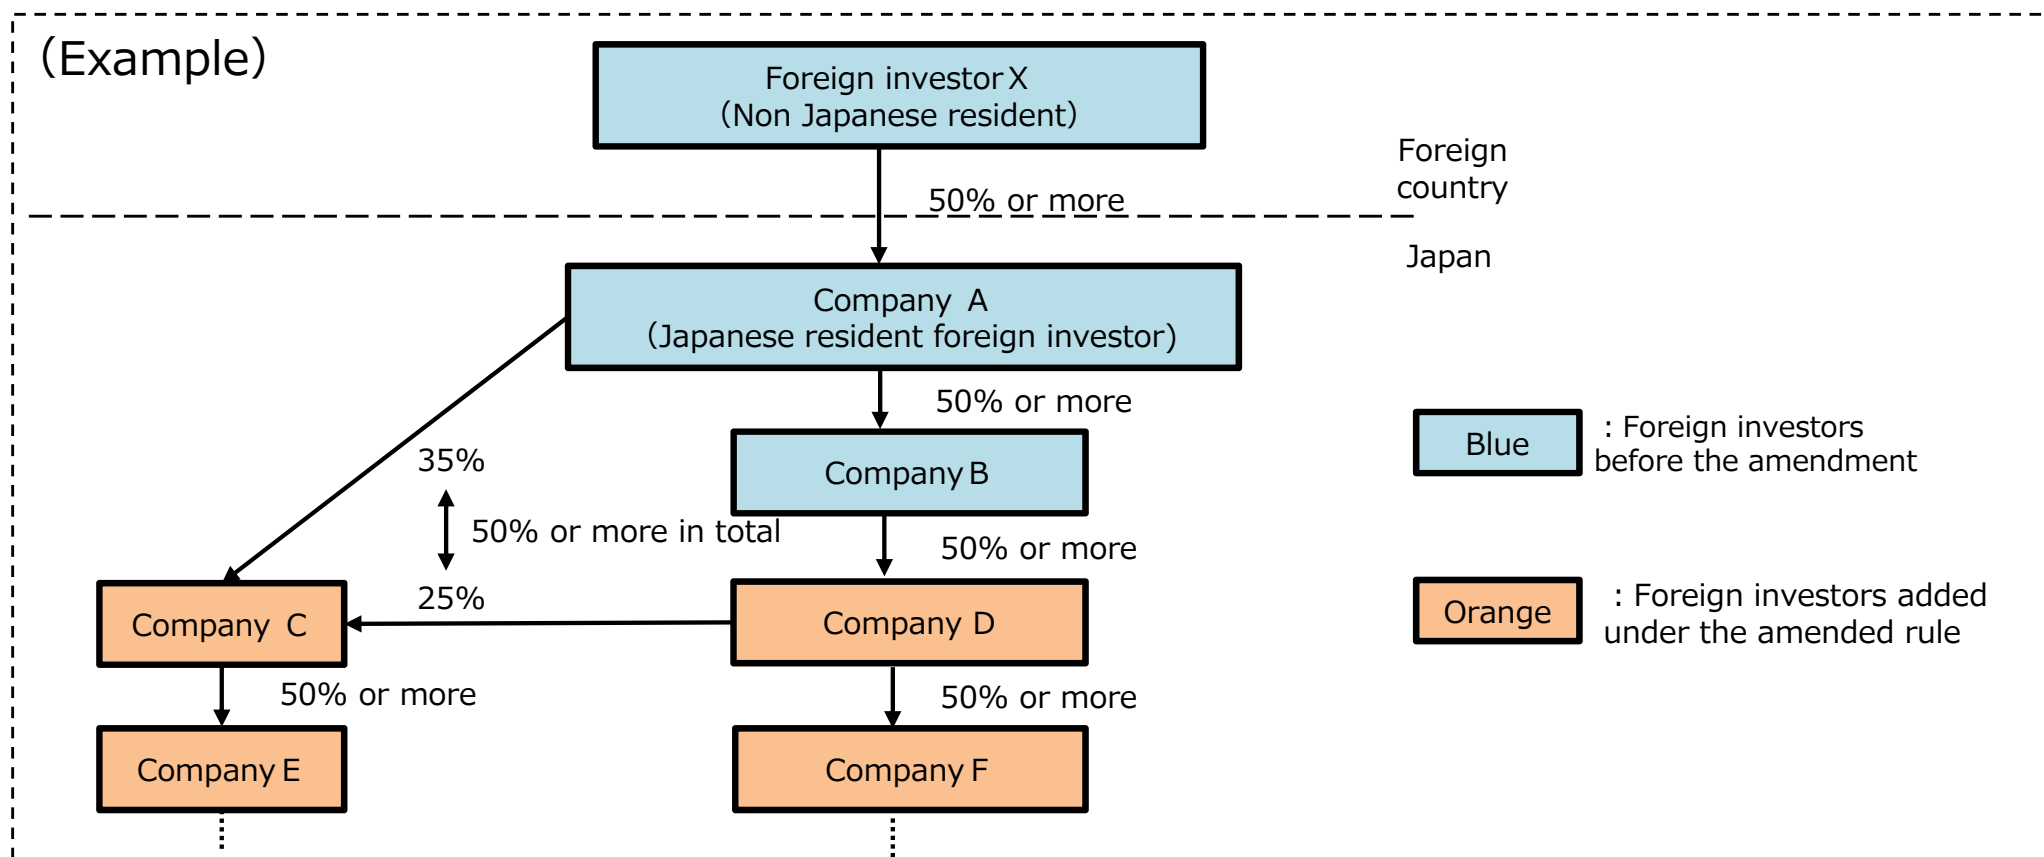 （Example）
Foreign investor X
（Non Japanese resident）
Foreign
country
50% or more
Japan
Company A
（Japanese resident foreign investor）
50% or more
35%
Company B
50% or more in total
50% or more
25%
Company C
Company D
50% or more
50% or more
Company E
Company F
Blue
: Foreign investors
before the amendment
Orange
: Foreign investors added
under the amended rule